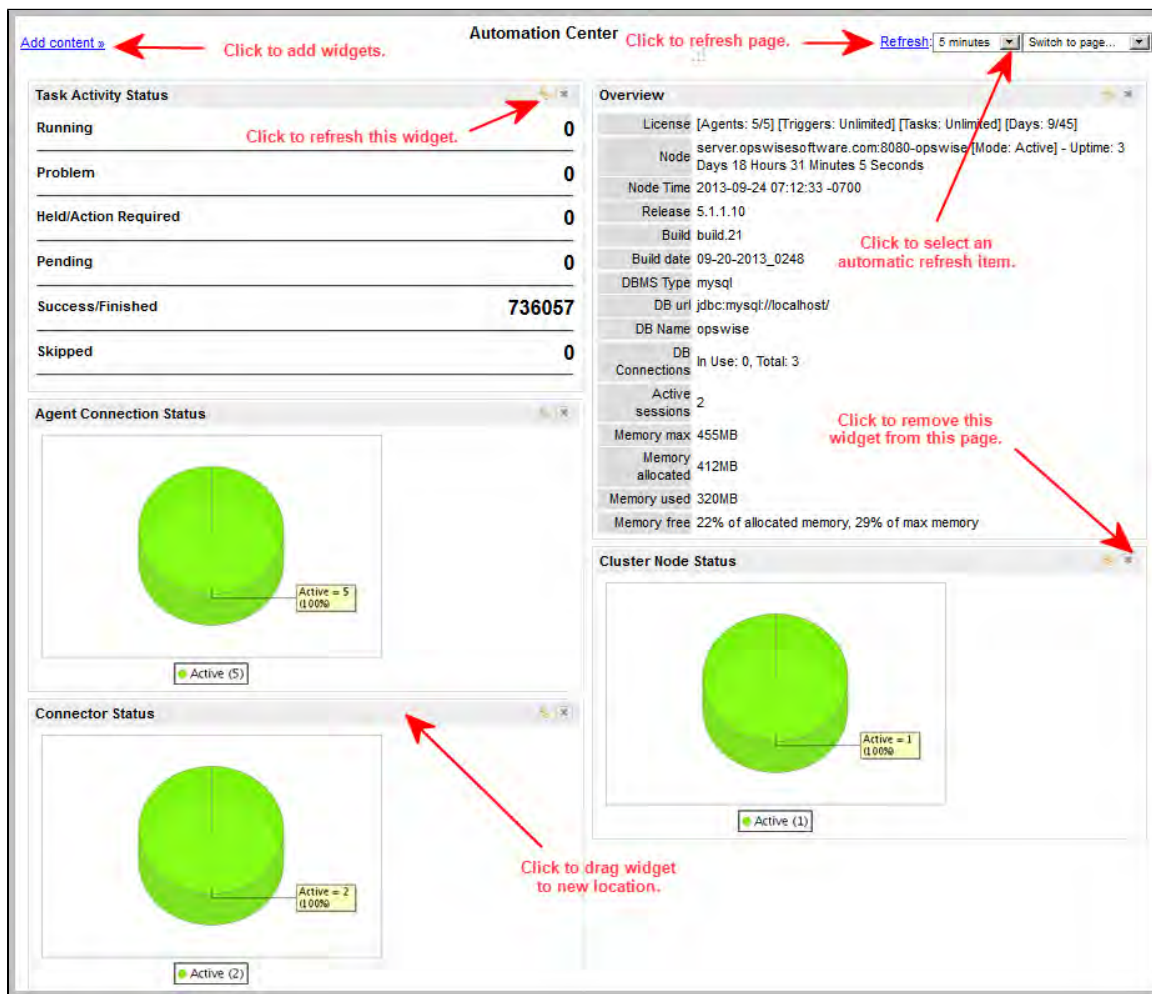 Add content »
Click to add widgets.
Automation Center
Click to refresh page.
Refresh: 5 minutes
Switch to page...
Task Activity Status
Click to refresh this widget.
Running 0
Problem 0
Held/Action Required 0
Pending 0
Success/Finished 736057
Skipped 0
Overview
License [Agents: 5/5] [Triggers: Unlimited] [Tasks: Unlimited] [Days: 9/45]
Node server.opswisesoftware.com:8080-opswise [Mode: Active] - Uptime: 3
Days 18 Hours 31 Minutes 5 Seconds
Node Time 2013-09-24 07:12:33 -0700
Release 5.1.1.10
Build build.21
Build date 09-20-2013_0248
DBMS Type mysql
DB url jdbc:mysql://localhost/
DB Name opswise
DB
Connections In Use: 0, Total: 3
Active
sessions 2
Memory max 455MB
Memory
allocated 412MB
Memory used 320MB
Memory free 22% of allocated memory, 29% of max memory
Click to select an
automatic refresh item.
Click to remove this
widget from this page.
Agent Connection Status
Active = 5
(100%)
Active (5)
Cluster Node Status
Active = 1
(100%)
Active (1)
Connector Status
Active = 2
(100%)
Active (2)
Click to drag widget
to new location.